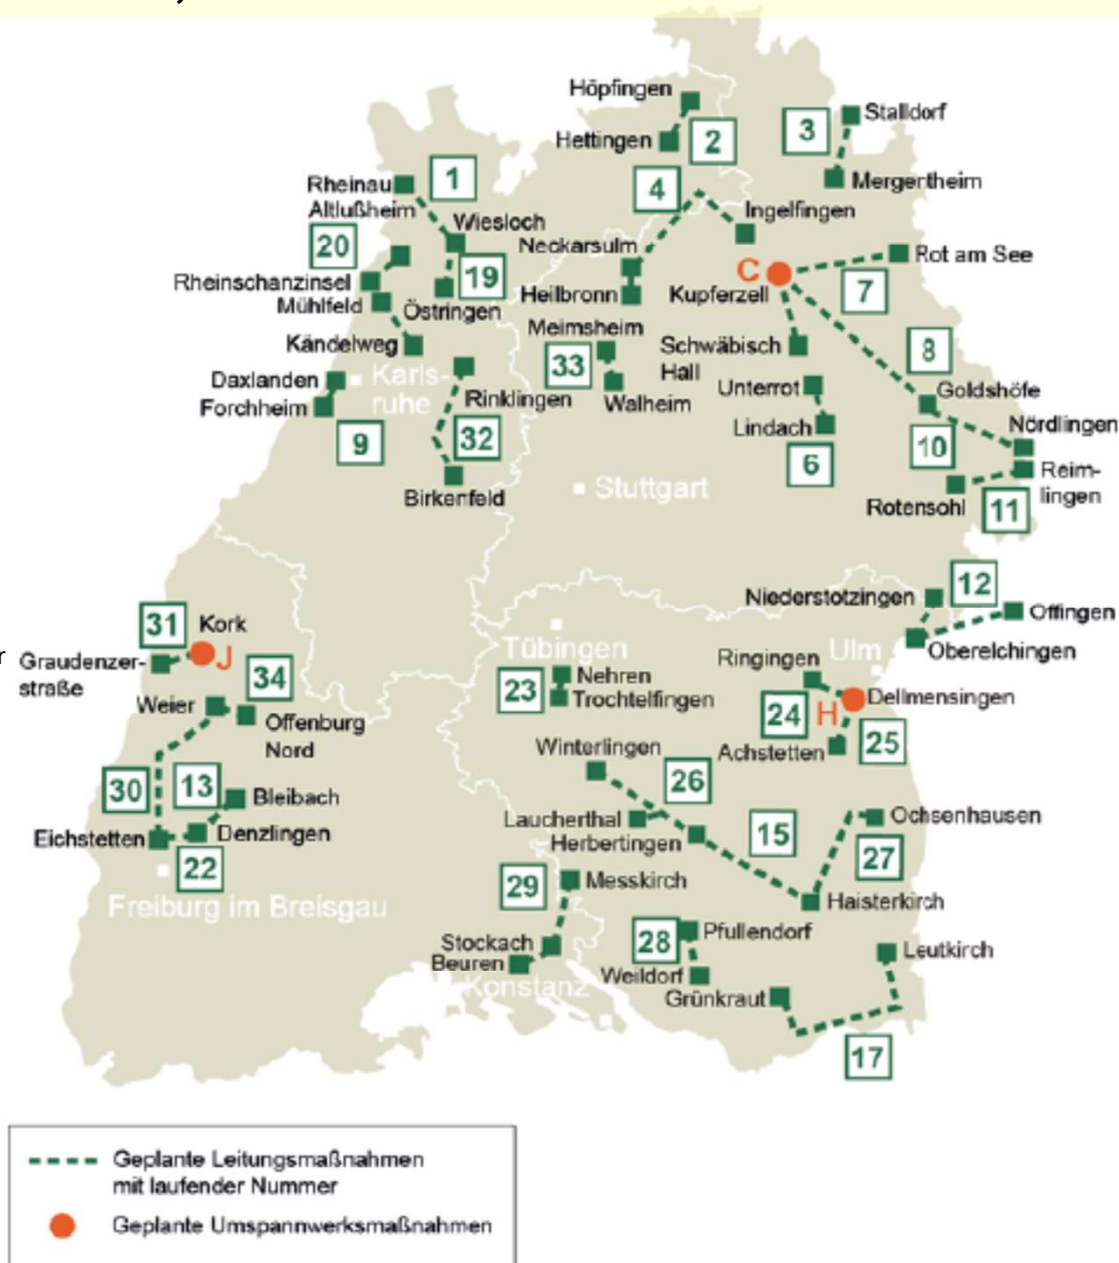 Höpfingen
Hettingen
2
3
Stalldorf
Mergentheim
1
Rheinau
Altlußheim
4
Ingelfingen
Wiesloch
20
Neckarsulm
Rot am See
C
Rheinschanzinsel
19
Heilbronn
Kupferzell
7
Mühlfeld
Östringen
Meimsheim
Kändelweg
33
Schwäbisch
Hall
8
Daxlanden
Karls-
ruhe
Rinklingen
Walheim
Unterrot
Goldshöfe
Forchheim
9
32
Lindach
Nördlingen
10
6
Reim-
lingen
Birkenfeld
Stuttgart
Rotensohl
11
12
Niederstotzingen
Offingen
31
Kork
Tübingen
Ulm
Oberelchingen
r
Graudenzer-
straße
J
Ringingen
34
Nehren
23
Trochtelfingen
Dellmensingen
Weier
24
H
Offenburg
Nord
Achstetten
25
Winterlingen
26
30
13
Bleibach
Laucherthal
Ochsenhausen
Eichstetten
Denzlingen
Herbertingen
15
27
22
29
Messkirch
Freiburg im Breisgau
Haisterkirch
Stockach
28
Pfullendorf
Leutkirch
Beuren
Weildorf
Konstanz
Grünkraut
17
Geplante Leitungsmaßnahmen
mit laufender Nummer
Geplante Umspannwerksmaßnahmen